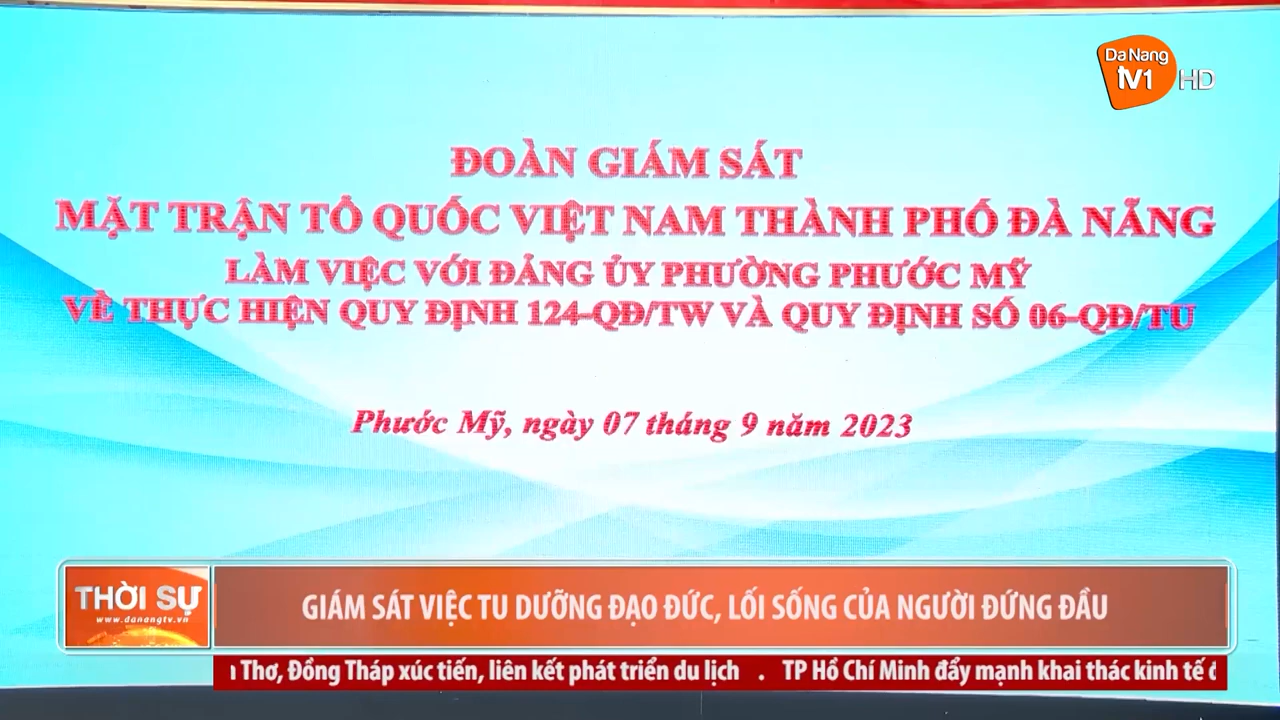 Da Nang
TV1 HD
ĐOÀN GIÁM SÁT
MẶT TRẬN TỔ QUỐC VIỆT NAM THÀNH PHỐ ĐÀ NẴNG
LÀM VIỆC VỚI ĐẢNG ỦY PHƯỜNG PHƯỚC MỸ
VỀ THỰC HIỆN QUY ĐỊNH 124-QĐ/TW VÀ QUY ĐỊNH SỐ 06-QĐ/TU
Phước Mỹ, ngày 07 tháng 9 năm 2023
THỜI SỰ
www.danangtv.vn
GIÁM SÁT VIỆC TU DƯỠNG ĐẠO ĐỨC, LỐI SỐNG CỦA NGƯỜI ĐỨNG ĐẦU
Thơ, Đồng Tháp xúc tiến, liên kết phát triển du lịch . TP Hồ Chí Minh đẩy mạnh khai thác kinh tế